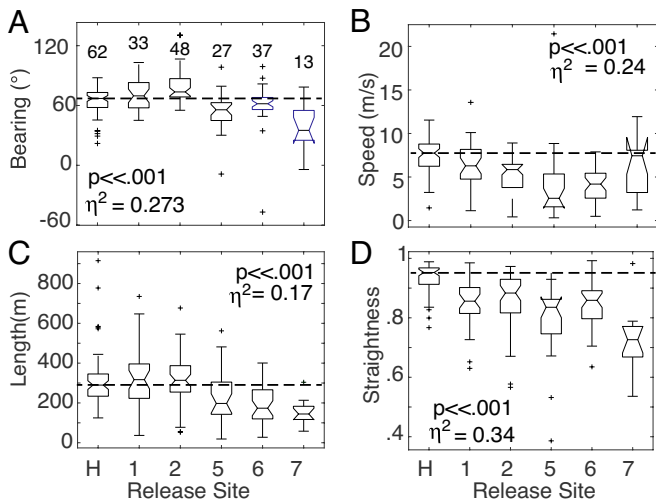 A
120
60
0
-60
Bearing (°)
62 33 48 27 37 13
p<<.001
η² = 0.273
B
20
15
10
5
0
Speed (m/s)
p<<.001
η² = 0.24
C
800
600
400
200
0
Length(m)
p<<.001
η²= 0.17
H 1 2 5 6 7
Release Site
D
1
.8
.6
.4
Straightness
p<<.001
η² = 0.34
H 1 2 5 6 7
Release Site